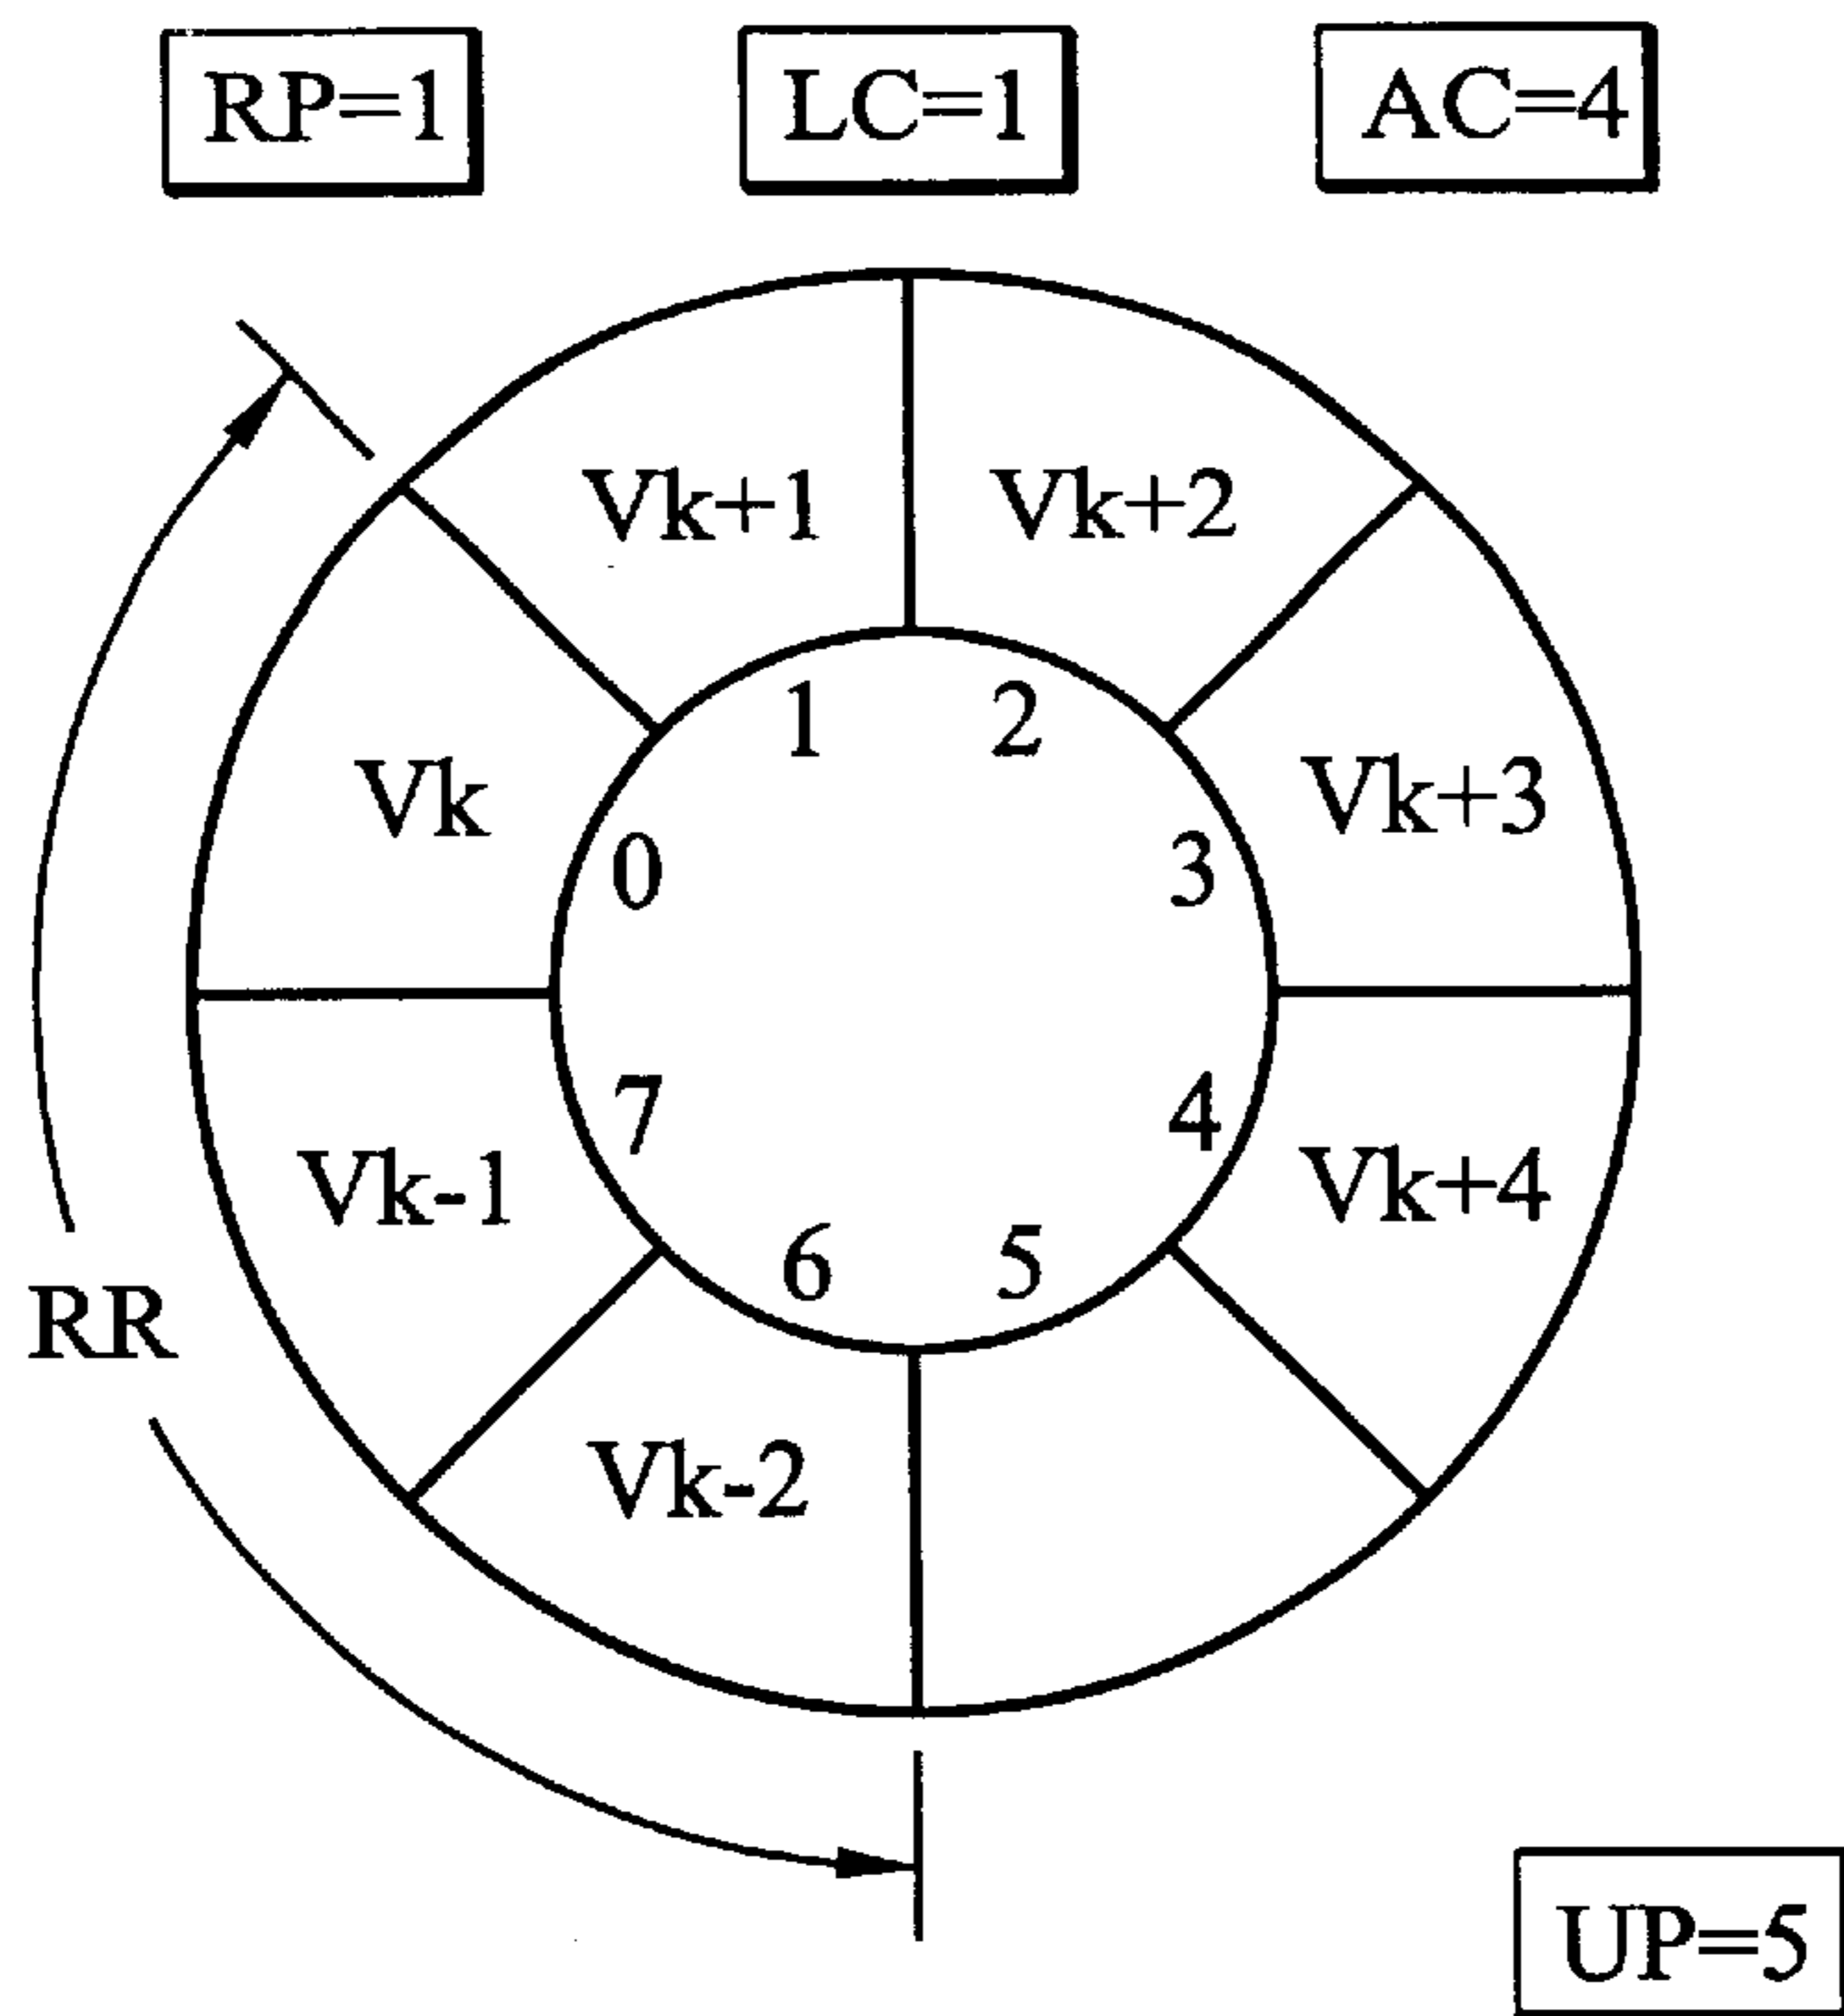 RP=1 LC=1 AC=4
Vk+1 Vk+2
1 2
Vk Vk+3
0 3
7 4
Vk-1 Vk+4
6 5
RR
Vk-2
UP=5